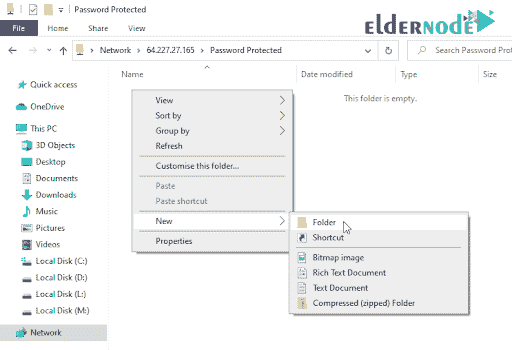 Password Protected
ELDERNODE
File
Home
Share
View
Network
64.227.27.165
Password Protected
Search Password Prote
Name
Date modified
Type
Size
This folder is empty.
Quick access
OneDrive
This PC
3D Objects
Desktop
Documents
Downloads
Music
Pictures
Videos
Local Disk (C:)
Local Disk (D:)
Local Disk (L:)
Local Disk (M:)
Network
View
Sort by
Group by
Refresh
Customise this folder...
Paste
Paste shortcut
New
Properties
Folder
Shortcut
Bitmap image
Rich Text Document
Text Document
Compressed (zipped) Folder